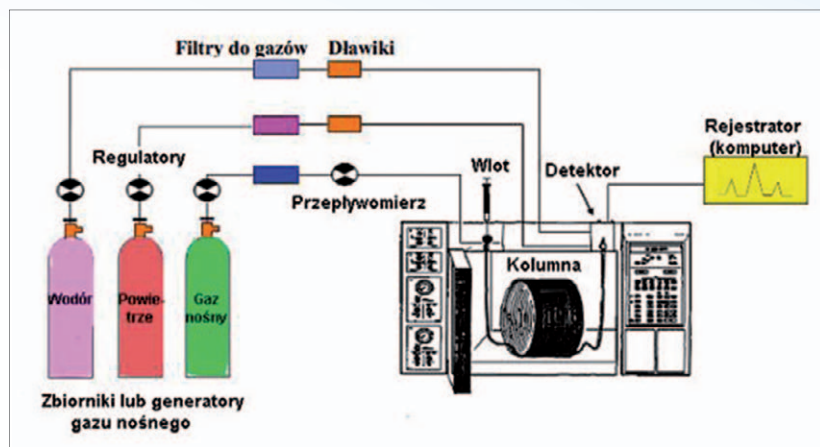 Filtry do gazów
Dławiki
Regulatory
Wlot
Detektor
Rejestrator
(komputer)
Przepływomierz
Kolumna
Wodór
Powie-
trze
Gaz
nośny
Zbiorniki lub generatory
gazu nośnego